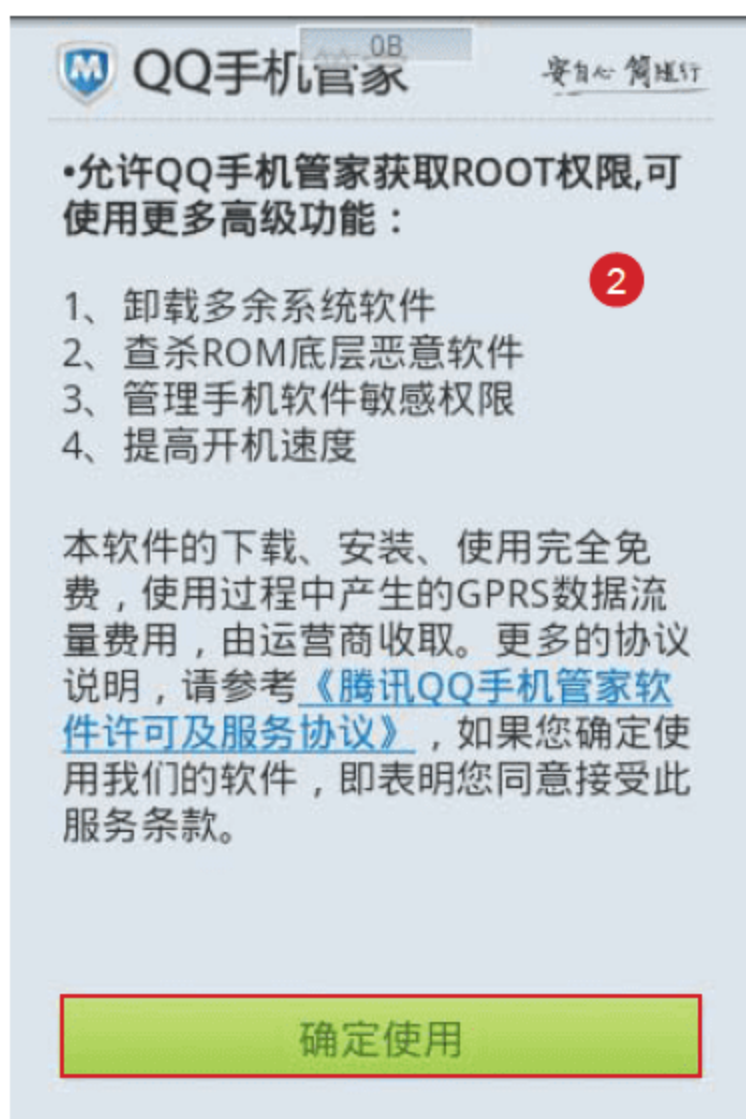 0B
QQ手机管家
安自心 简随行
•允许QQ手机管家获取ROOT权限,可
使用更多高级功能：
2
1、卸载多余系统软件
2、查杀ROM底层恶意软件
3、管理手机软件敏感权限
4、提高开机速度
本软件的下载、安装、使用完全免
费，使用过程中产生的GPRS数据流
量费用，由运营商收取。更多的协议
说明，请参考《腾讯QQ手机管家软
件许可及服务协议》，如果您确定使
用我们的软件，即表明您同意接受此
服务条款。
确定使用